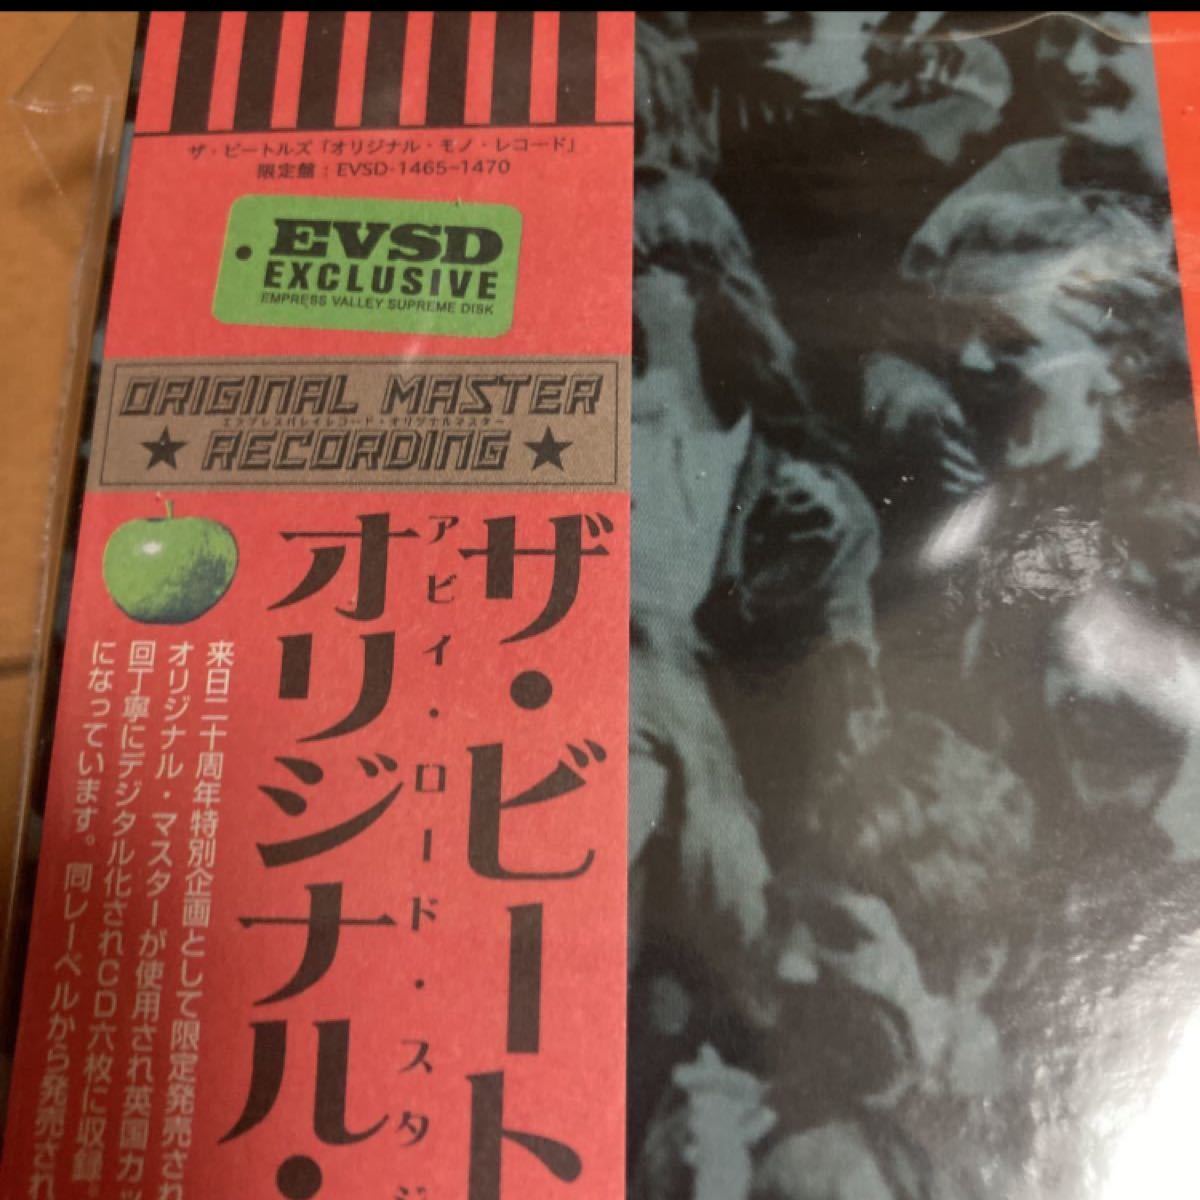 ザ・ビートルズ「オリジナル・モノ・レコード」
限定盤：EVSD-1465~1470
EVSD
EXCLUSIVE
EMPRESS VALLEY SUPREME DISK
ORIGINAL MASTER
エンプレスバレイレコード・オリジナルマスター
★ RECORDING ★
ザ・ビート
アビイ・ロード・スタジ
オリジナル・
来日二十周年特別企画として限定発売され
オリジナル・マスターが使用され英国カッ
回丁寧にデジタル化されCD六枚に収録。
になっています。同レーベルから発売され